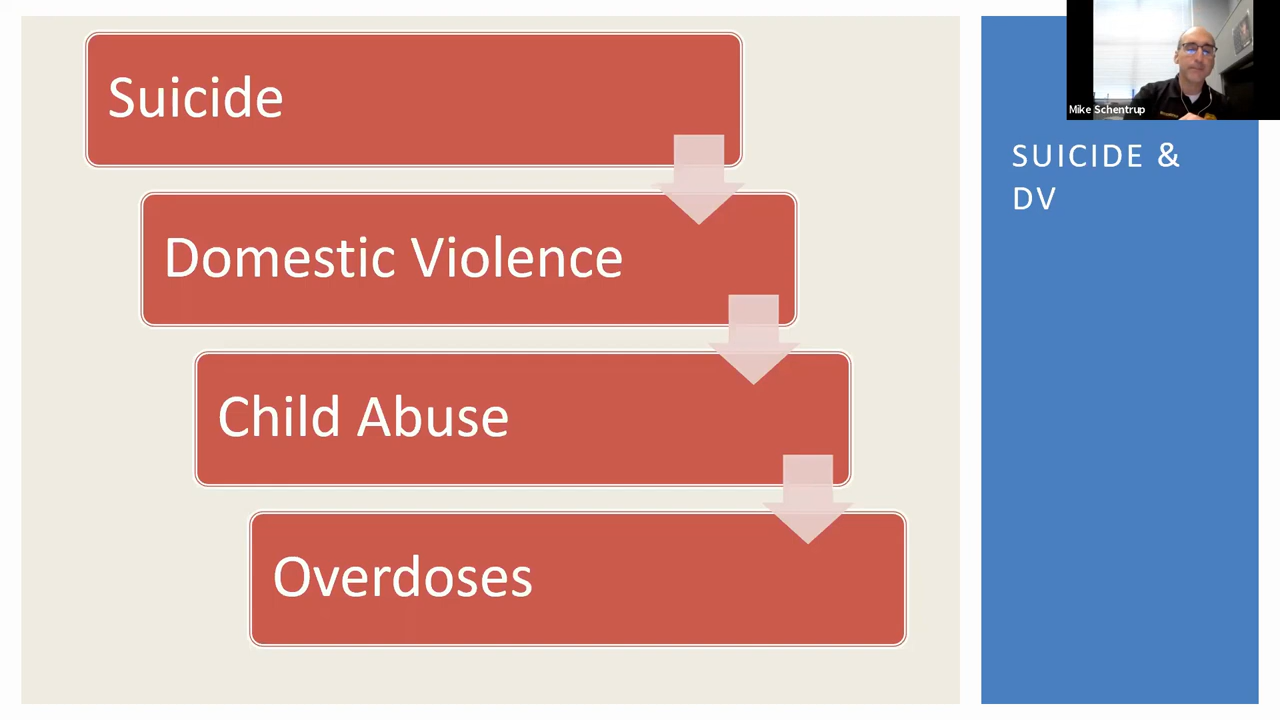 Suicide
Domestic Violence
Child Abuse
Overdoses
SUICIDE &
DV
Mike Schentrup